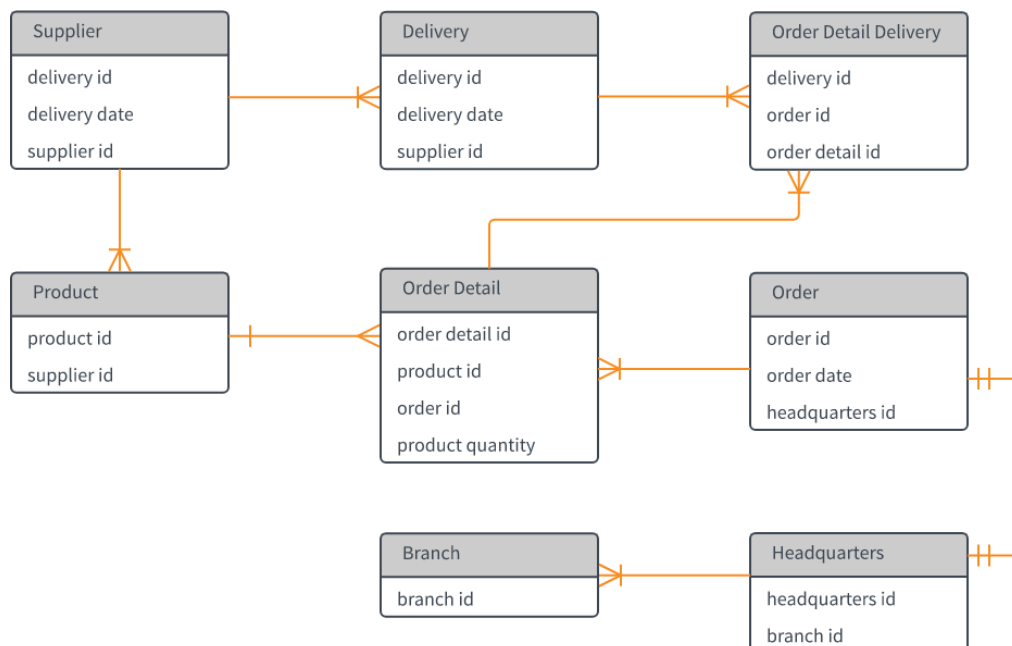 Supplier
delivery id
delivery date
supplier id
Delivery
delivery id
delivery date
supplier id
Order Detail Delivery
delivery id
order id
order detail id
Product
product id
supplier id
Order Detail
order detail id
product id
order id
product quantity
Order
order id
order date
headquarters id
Branch
branch id
Headquarters
headquarters id
branch id